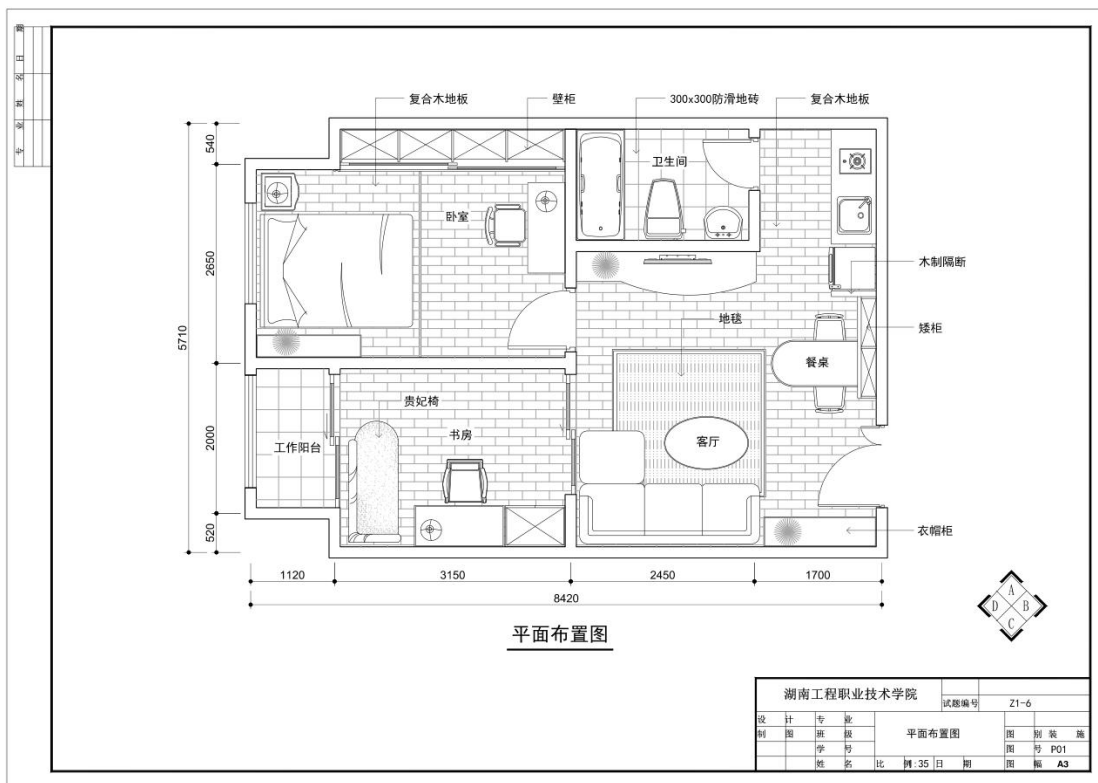 日 期
姓 名
专 业
复合木地板
壁柜
300x300防滑地砖
复合木地板
卫生间
卧室
木制隔断
地毯
矮柜
餐桌
贵妃椅
书房
工作阳台
客厅
衣帽柜
540
2650
2000
520
5710
1120 3150 2450 1700
8420
平面布置图
A
D B
C
湖南工程职业技术学院
试题编号 Z1-6
设 计 专 业
制 图 班 级 平面布置图 图 别 装 施
学 号 图 号 P01
姓 名 比 例:35 日 期 图 幅 A3